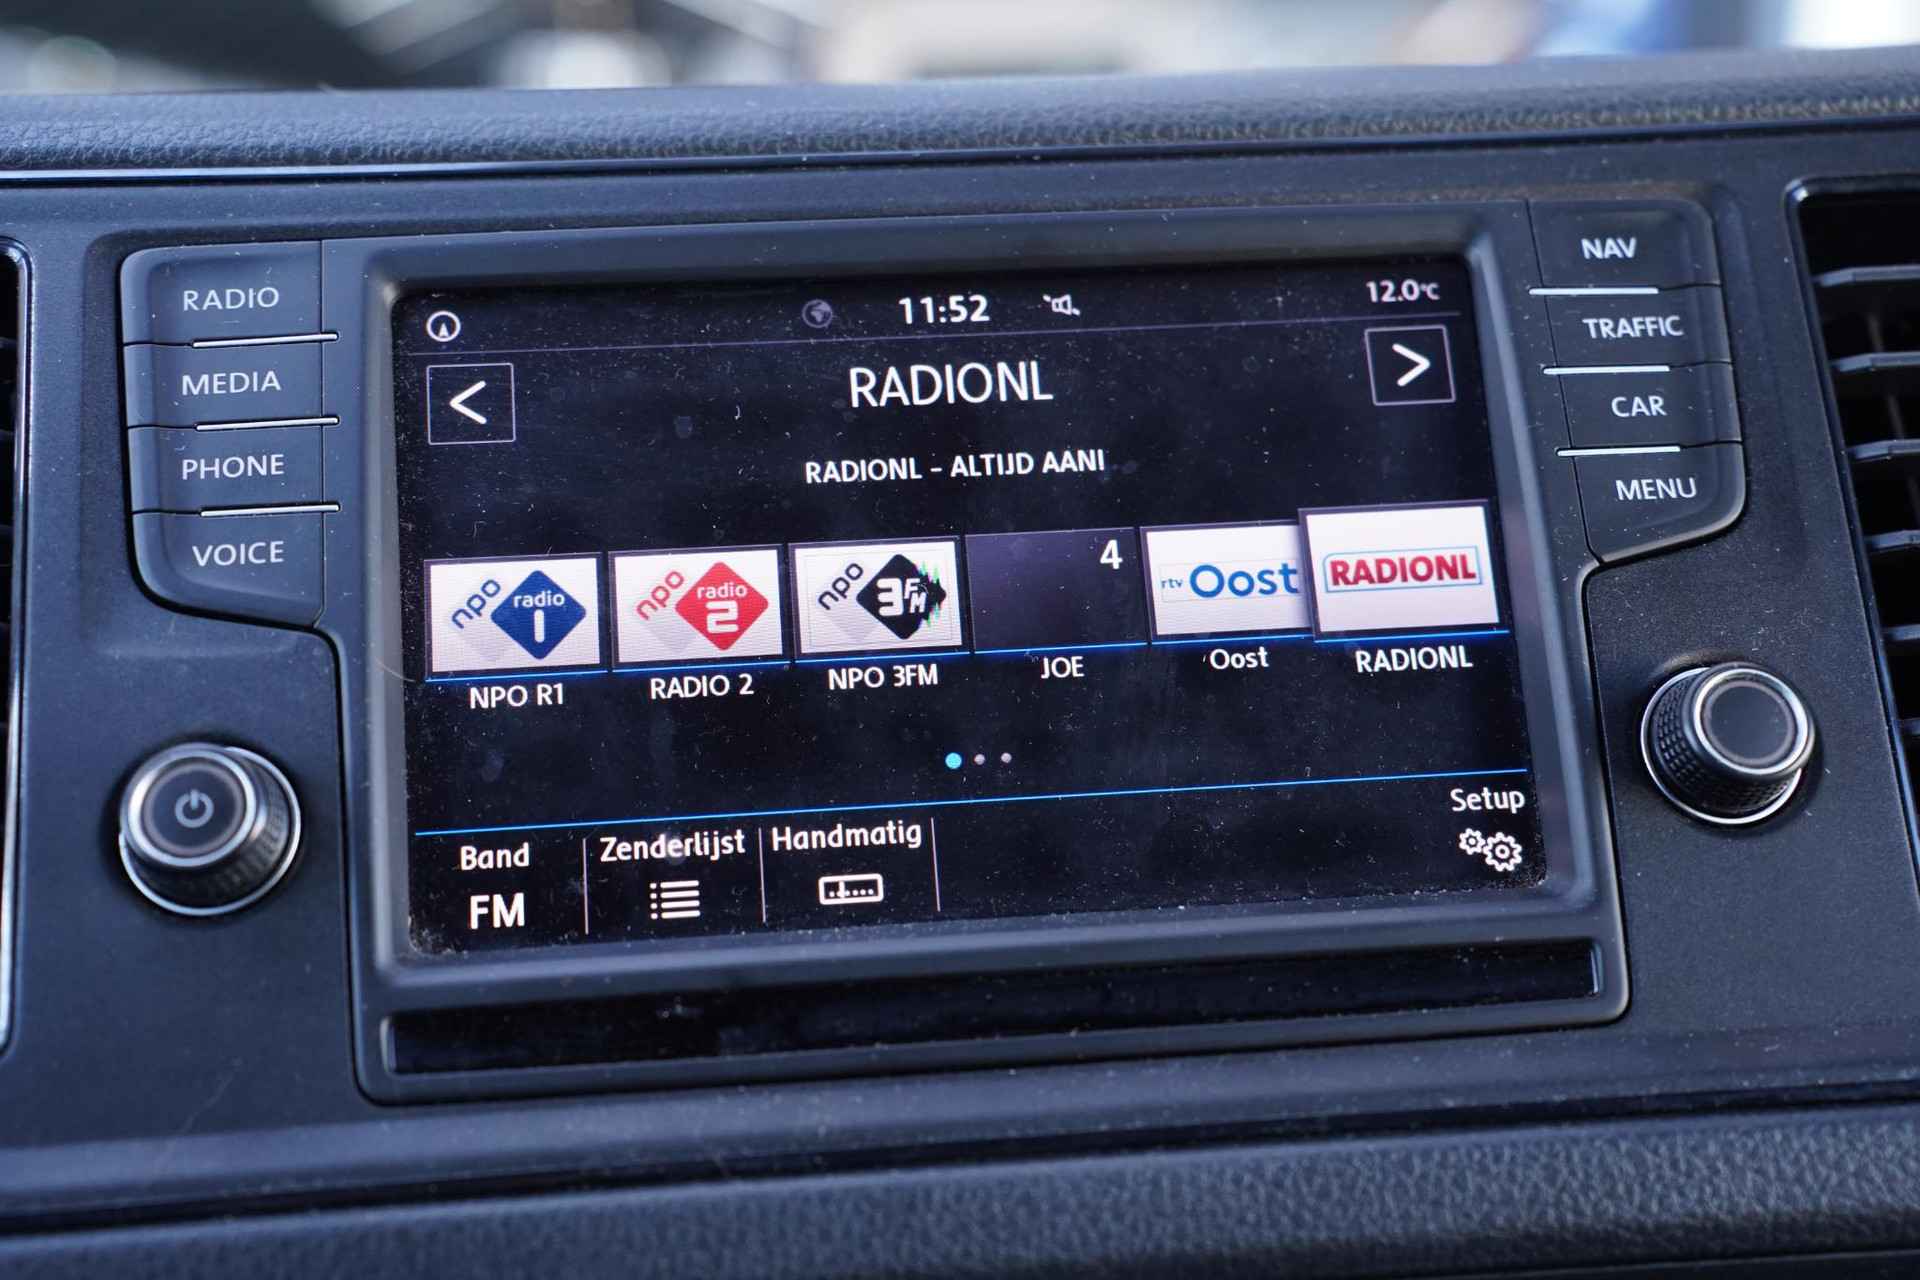 RADIO
MEDIA
PHONE
VOICE
11:52
12.0°C
<
RADIONL
>
RADIONL - ALTIJD AAN!
npo radio 1
npo radio 2
npo 3FM
4
rtv Oost
RADIONL
NPO R1
RADIO 2
NPO 3FM
JOE
Oost
RADIONL
Band
FM
Zenderlijst
Handmatig
Setup
NAV
TRAFFIC
CAR
MENU